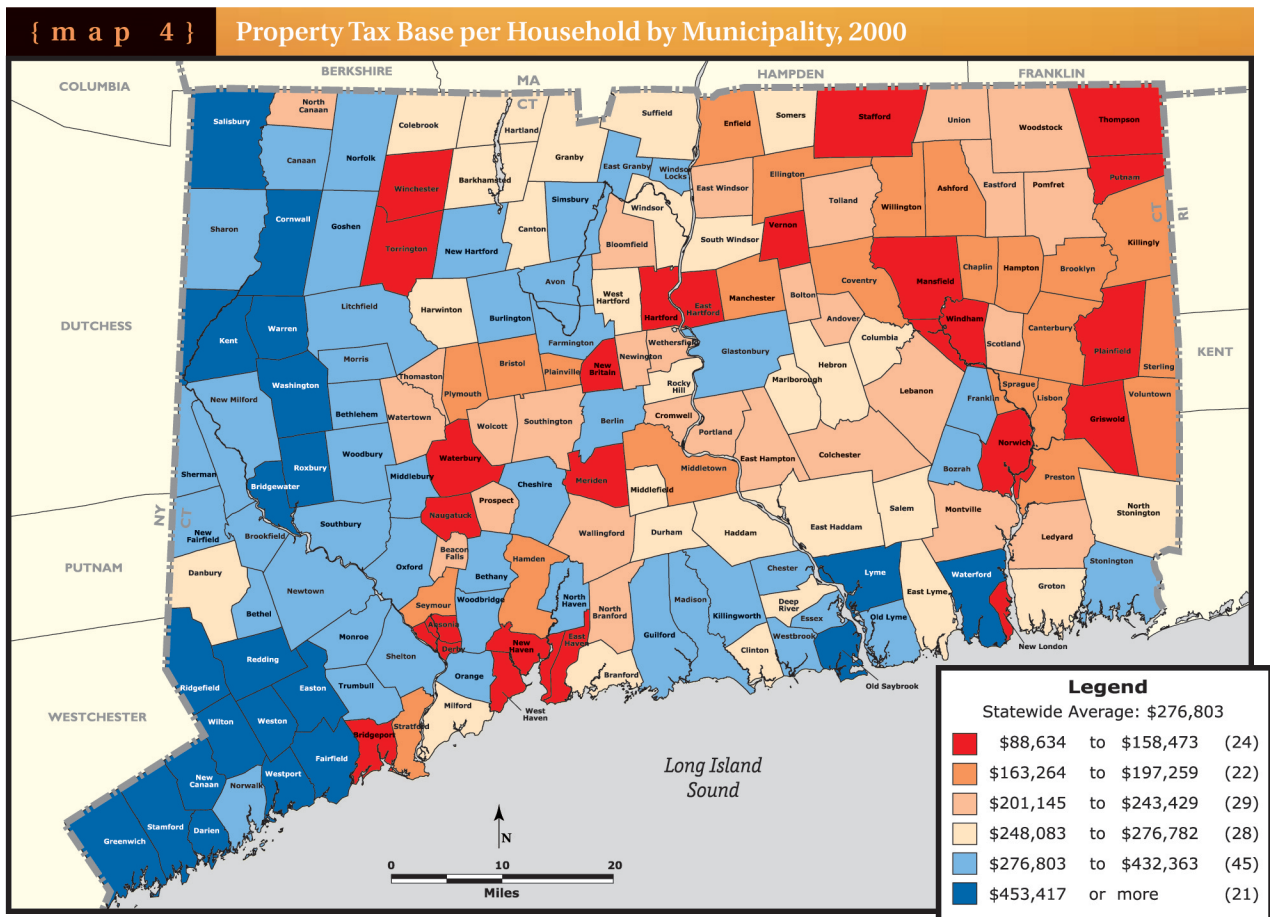 { map 4 } Property Tax Base per Household by Municipality, 2000
COLUMBIA
BERKSHIRE
MA
CT
HAMPDEN
FRANKLIN
Salisbury
North
Canaan
Canaan
Norfolk
Colebrook
Hartland
Granby
Suffield
Enfield
Somers
Stafford
Union
Woodstock
Thompson
Winchester
Barkhamsted
East Granby
Windsor
Locks
East Windsor
Ellington
Tolland
Willington
Ashford
Eastford
Pomfret
Putnam
Sharon
Cornwall
Goshen
Torrington
New Hartford
Canton
Simsbury
Bloomfield
Windsor
South Windsor
Vernon
Killingly
CT
RI
DUTCHESS
Kent
Warren
Litchfield
Harwinton
Burlington
Avon
West
Hartford
Hartford
East
Hartford
Manchester
Bolton
Coventry
Andover
Mansfield
Chaplin
Hampton
Brooklyn
Windham
Scotland
Canterbury
Plainfield
Sterling
KENT
Washington
Morris
Bethlehem
Thomaston
Watertown
Plymouth
Bristol
Plainville
Farmington
New
Britain
Newington
Wethersfield
Rocky
Hill
Glastonbury
Marlborough
Hebron
Columbia
Lebanon
Franklin
Sprague
Lisbon
Griswold
Voluntown
New Milford
Roxbury
Woodbury
Wolcott
Southington
Berlin
Cromwell
Portland
East Hampton
Colchester
Bozrah
Norwich
Preston
North
Stonington
Sherman
Bridgewater
Middlebury
Waterbury
Cheshire
Meriden
Middletown
Middlefield
NY
CT
PUTNAM
New
Fairfield
Brookfield
Southbury
Naugatuck
Prospect
Wallingford
Durham
Haddam
East Haddam
Salem
Montville
Ledyard
Danbury
Bethel
Newtown
Oxford
Beacon
Falls
Bethany
Hamden
North
Haven
North
Branford
Chester
Deep
River
Essex
Lyme
East Lyme
Waterford
Groton
Stonington
Redding
Monroe
Seymour
Woodbridge
Ansonia
Derby
Shelton
Orange
New
Haven
East
Haven
Guilford
Madison
Killingworth
Westbrook
Clinton
Old Lyme
New London
Ridgefield
Easton
Trumbull
Branford
West
Haven
Old Saybrook
WESTCHESTER
Wilton
Weston
Fairfield
Bridgeport
Stratford
Milford
New
Canaan
Norwalk
Westport
Greenwich
Stamford
Darien
Long Island
Sound
N
0 10 20
Miles
Legend
Statewide Average: $276,803
$88,634 to $158,473 (24)
$163,264 to $197,259 (22)
$201,145 to $243,429 (29)
$248,083 to $276,782 (28)
$276,803 to $432,363 (45)
$453,417 or more (21)